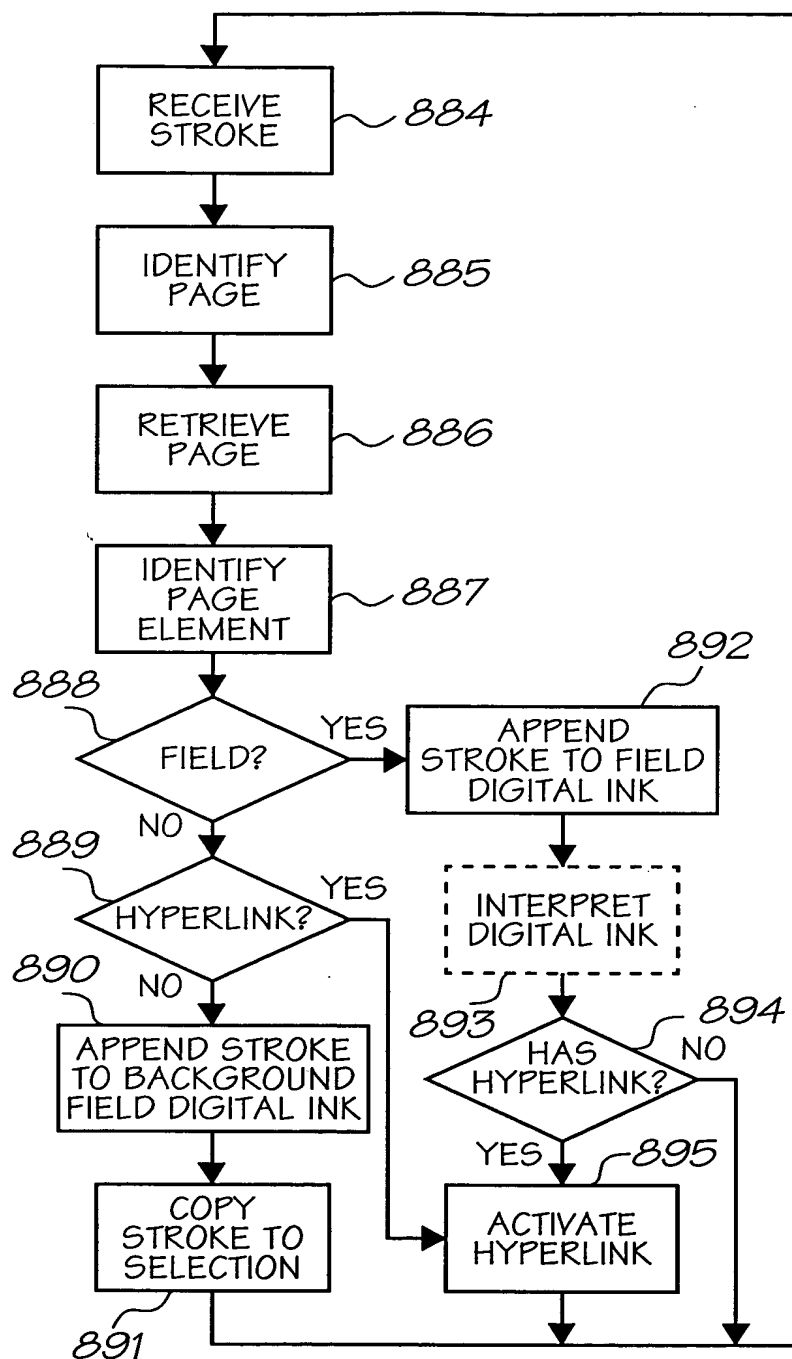 RECEIVE
STROKE
884
IDENTIFY
PAGE
885
RETRIEVE
PAGE
886
IDENTIFY
PAGE
ELEMENT
887
888
FIELD?
YES
NO
892
APPEND
STROKE TO FIELD
DIGITAL INK
889
HYPERLINK?
YES
NO
INTERPRET
DIGITAL INK
893
890
APPEND STROKE
TO BACKGROUND
FIELD DIGITAL INK
894
HAS
HYPERLINK?
NO
YES
COPY
STROKE TO
SELECTION
891
895
ACTIVATE
HYPERLINK